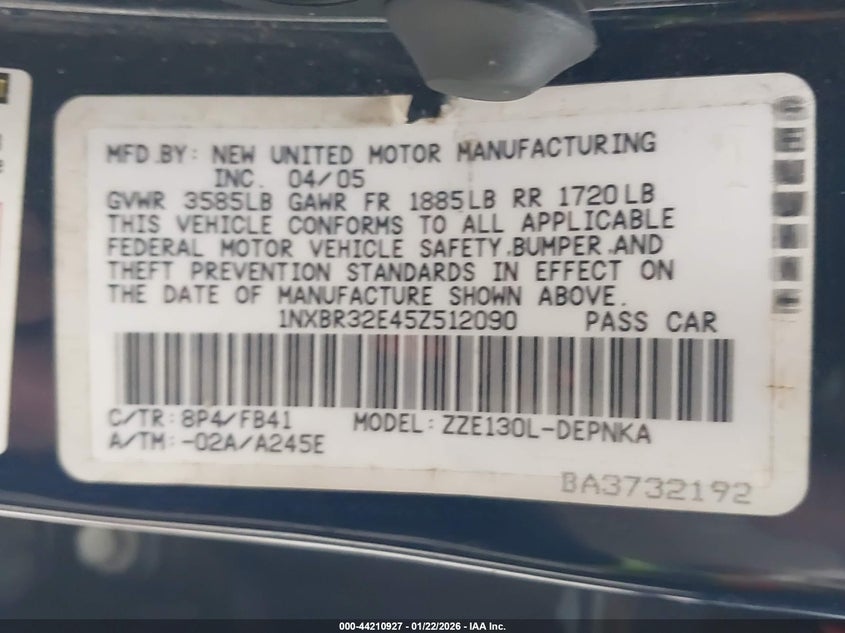 MFD.BY: NEW UNITED MOTOR MANUFACTURING
INC. 04/05
GVWR 3585LB GAWR FR 1885LB RR 1720LB
THIS VEHICLE CONFORMS TO ALL APPLICABLE
FEDERAL MOTOR VEHICLE SAFETY,BUMPER,AND
THEFT PREVENTION STANDARDS IN EFFECT ON
THE DATE OF MANUFACTURE SHOWN ABOVE.
1NXBR32E45Z512090 PASS CAR
C/TR: 8P4/FB41 MODEL: ZZE130L-DEPNKA
A/TM: -02A/A245E
BA3732192
000-44210927 - 01/22/2026 - IAA Inc.